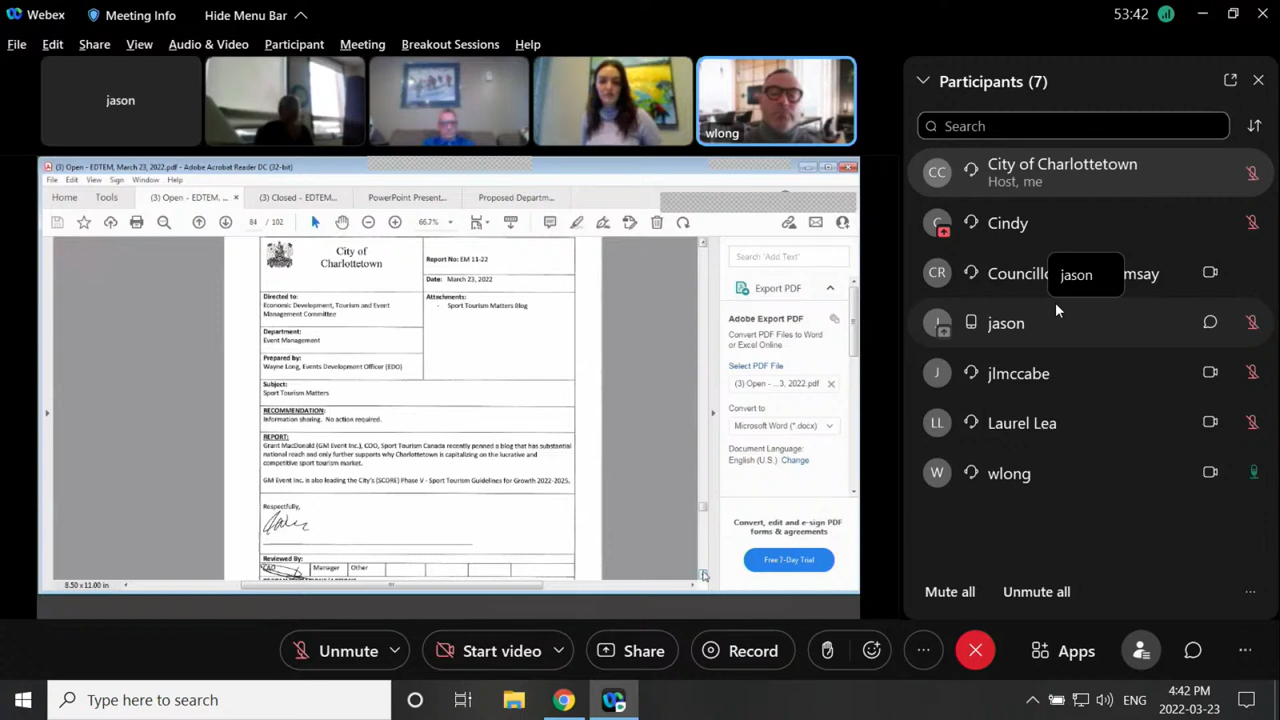 Webex
Meeting Info
Hide Menu Bar
53:42
File
Edit
Share
View
Audio & Video
Participant
Meeting
Breakout Sessions
Help
jason
wlong
Participants (7)
Search
CC
City of Charlottetown
Host, me
C
Cindy
CR
jason
J
jason
J
jlmccabe
LL
Laurel Lea
W
wlong
Mute all
Unmute all
(3) Open - EDTEM, March 23, 2022.pdf - Adobe Acrobat Reader DC (32-bit)
File Edit View Sign Window Help
Home
Tools
(3) Open - EDTEM, ...
(3) Closed - EDTEM...
PowerPoint Present...
Proposed Departm...
84 / 102
66.7%
City of
Charlottetown
Report No: EM 11-22
Date: March 23, 2022
Directed to:
Economic Development, Tourism and Event
Management Committee
Attachments:
- Sport Tourism Matters Blog
Department:
Event Management
Prepared by:
Wayne Long, Events Development Officer (EDO)
Subject:
Sport Tourism Matters
RECOMMENDATION:
Information sharing. No action required.
REPORT:
Grant MacDonald (GM Event Inc.), COO, Sport Tourism Canada recently penned a blog that has substantial
national reach and only further supports why Charlottetown is capitalizing on the lucrative and
competitive sport tourism market.
GM Event Inc. is also leading the City's (SCORE) Phase V - Sport Tourism Guidelines for Growth 2022-2025.
Respectfully,
Reviewed By:
CAO
Manager
Other
8.50 x 11.00 in
Search 'Add Text'
Export PDF
Adobe Export PDF
Convert PDF Files to Word
or Excel Online
Select PDF File
(3) Open - ...3, 2022.pdf
Convert to
Microsoft Word (*.docx)
Document Language:
English (U.S.) Change
Convert, edit and e-sign PDF
forms & agreements
Free 7-Day Trial
Unmute
Start video
Share
Record
Apps
Type here to search
ENG
4:42 PM
2022-03-23